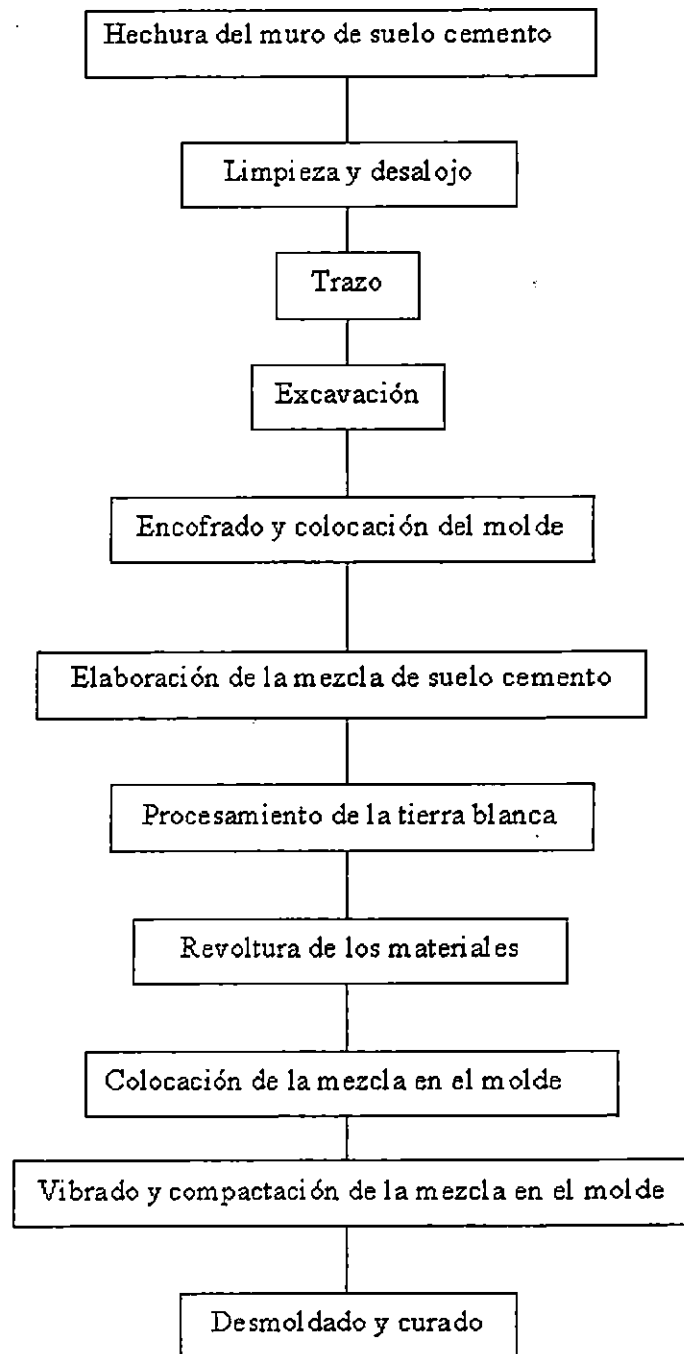 Hechura del muro de suelo cemento
Limpieza y desalojo
Trazo
Excavación
Encofrado y colocación del molde
Elaboración de la mezcla de suelo cemento
Procesamiento de la tierra blanca
Revoltura de los materiales
Colocación de la mezcla en el molde
Vibrado y compactación de la mezcla en el molde
Desmoldado y curado